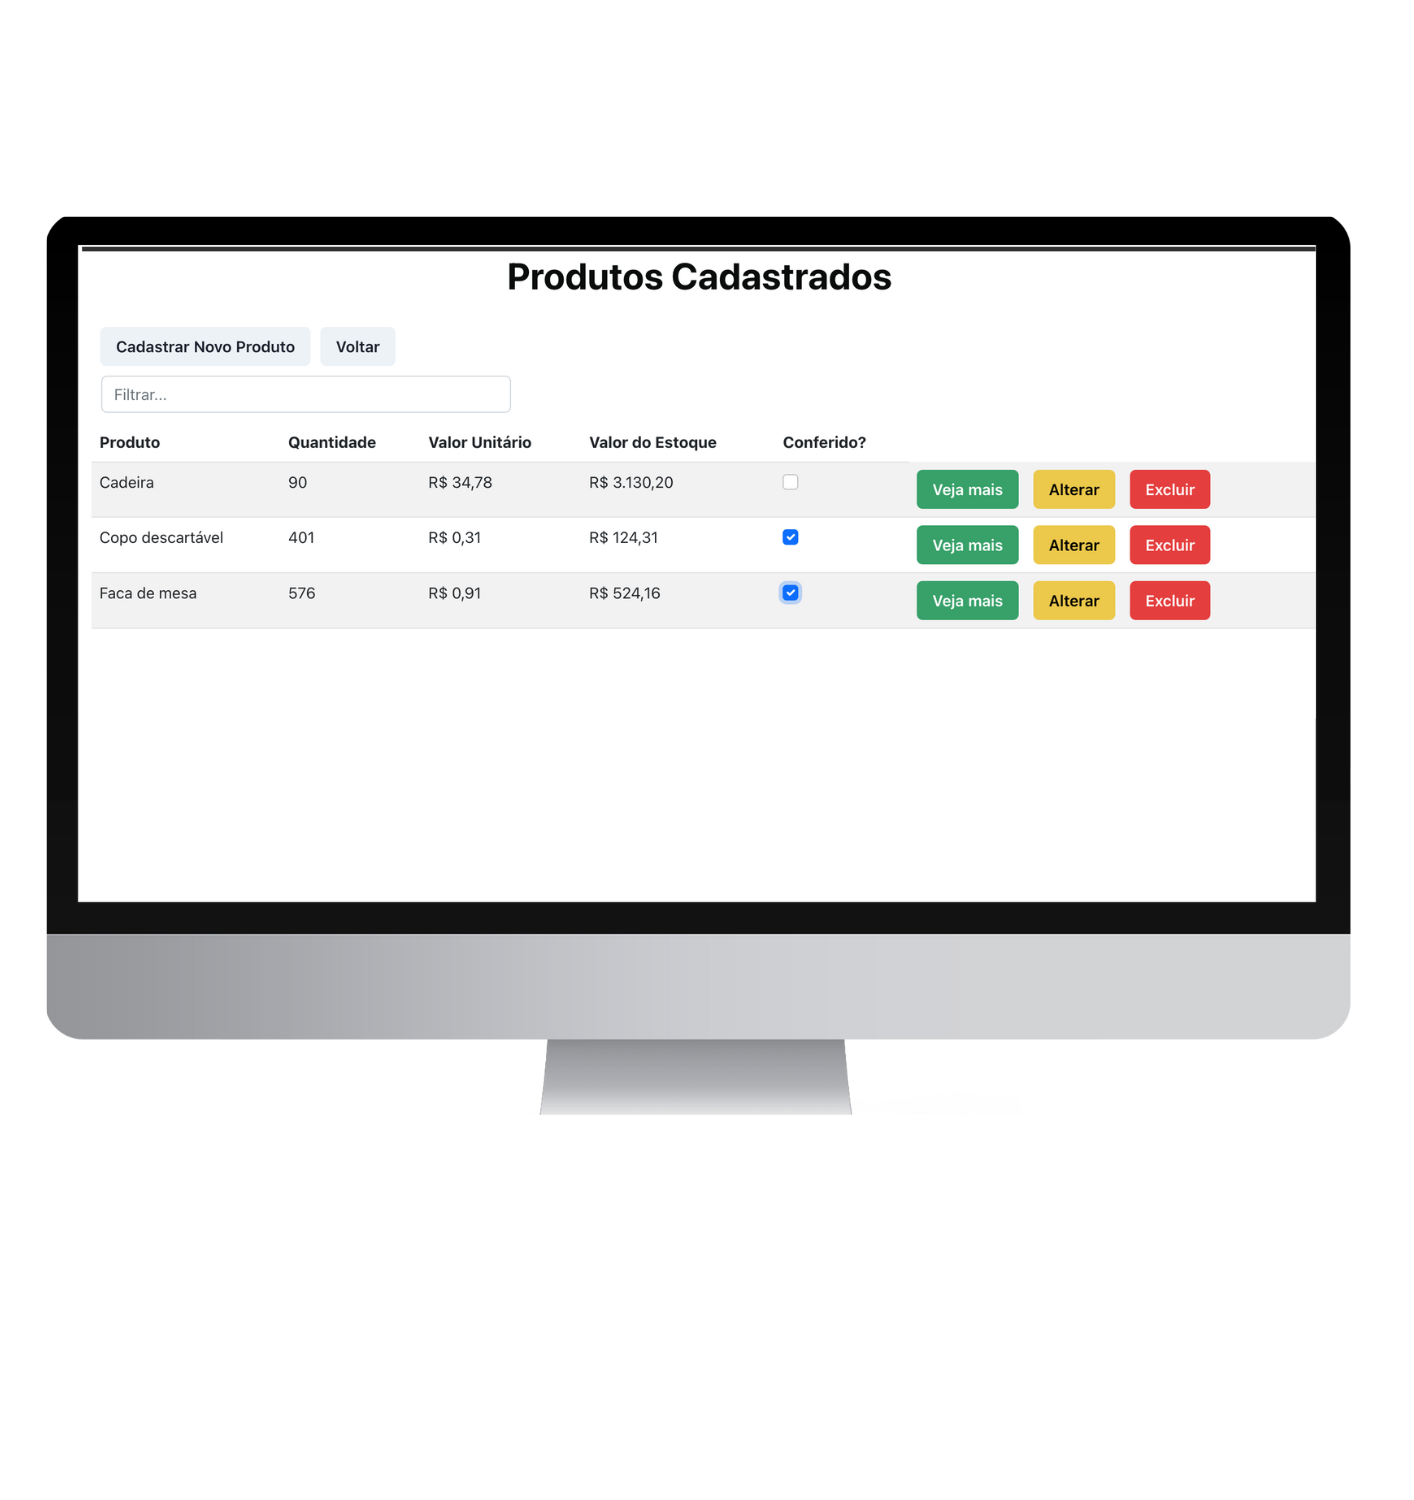 Produtos Cadastrados
Cadastrar Novo Produto Voltar
Filtrar...
Produto Quantidade Valor Unitário Valor do Estoque Conferido?
Cadeira 90 R$ 34,78 R$ 3.130,20 Veja mais Alterar Excluir
Copo descartável 401 R$ 0,31 R$ 124,31 Veja mais Alterar Excluir
Faca de mesa 576 R$ 0,91 R$ 524,16 Veja mais Alterar Excluir